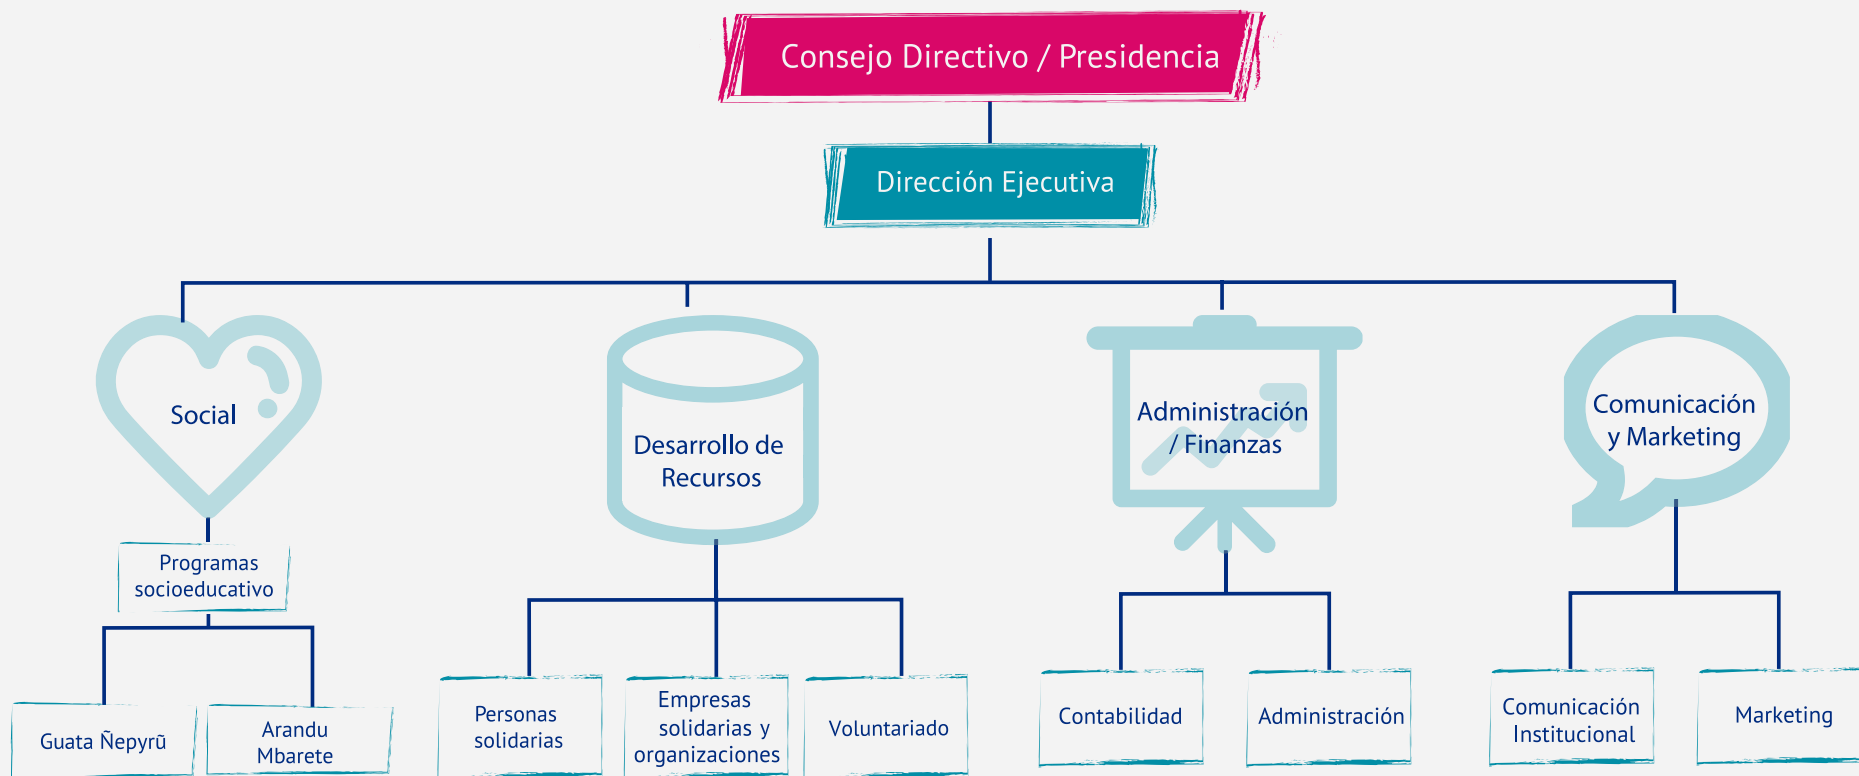 Consejo Directivo / Presidencia
Dirección Ejecutiva
Social
Desarrollo de
Recursos
Administración
/ Finanzas
Comunicación
y Marketing
Programas
socioeducativo
Guata Ñepyrũ
Arandu
Mbarete
Personas
solidarias
Empresas
solidarias y
organizaciones
Voluntariado
Contabilidad
Administración
Comunicación
Institucional
Marketing